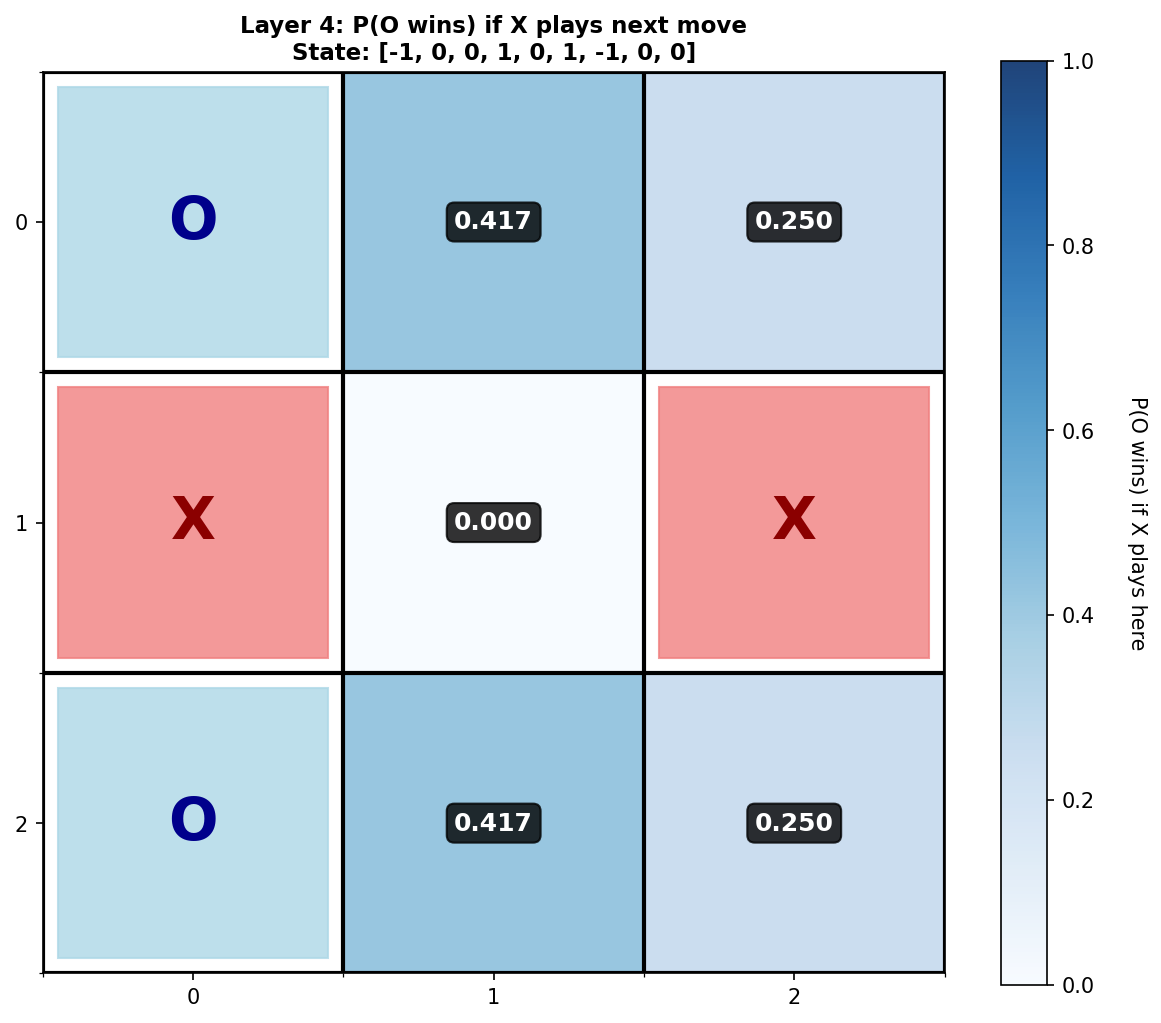 Layer 4: P(O wins) if X plays next move
State: [-1, 0, 0, 1, 0, 1, -1, 0, 0]
0
O
0.417
0.250
1
X
0.000
X
2
O
0.417
0.250
0
1
2
1.0
0.8
0.6
0.4
0.2
0.0
P(O wins) if X plays here